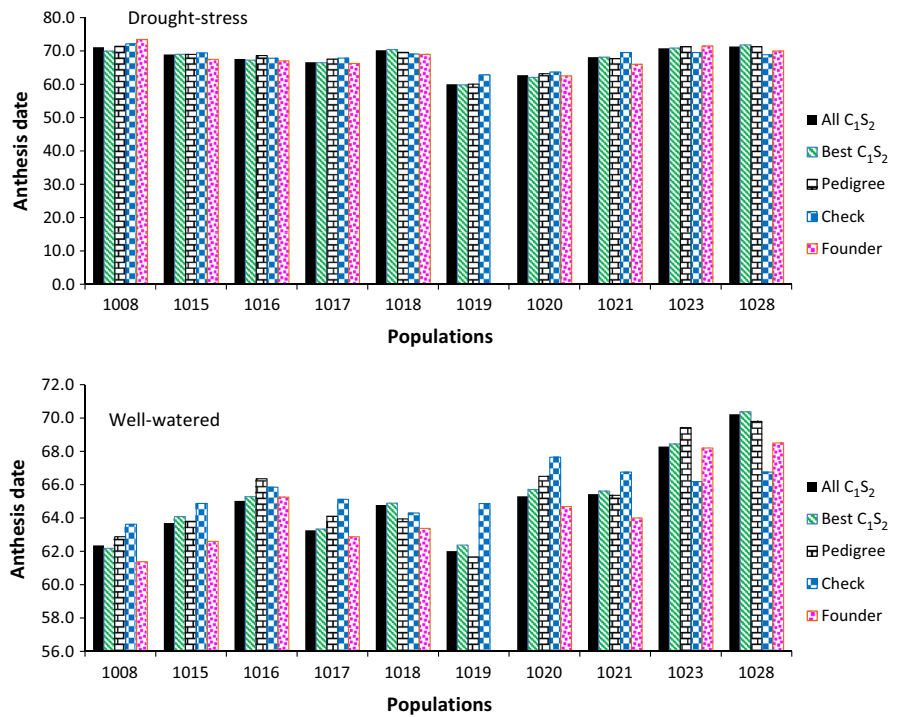 Drought-stress
Anthesis date
80.0
70.0
60.0
50.0
40.0
30.0
20.0
10.0
0.0
1008 1015 1016 1017 1018 1019 1020 1021 1023 1028
Populations
All C₁S₂
Best C₁S₂
Pedigree
Check
Founder
Well-watered
Anthesis date
72.0
70.0
68.0
66.0
64.0
62.0
60.0
58.0
56.0
1008 1015 1016 1017 1018 1019 1020 1021 1023 1028
Populations
All C₁S₂
Best C₁S₂
Pedigree
Check
Founder